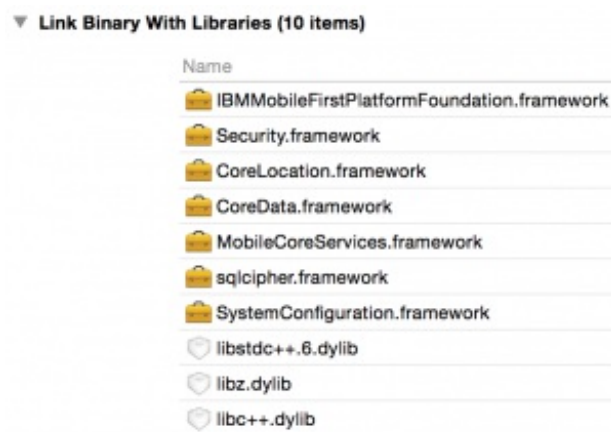 Link Binary With Libraries (10 items)
Name
IBMMobileFirstPlatformFoundation.framework
Security.framework
CoreLocation.framework
CoreData.framework
MobileCoreServices.framework
sqlcipher.framework
SystemConfiguration.framework
libstdc++.6.dylib
libz.dylib
libc++.dylib